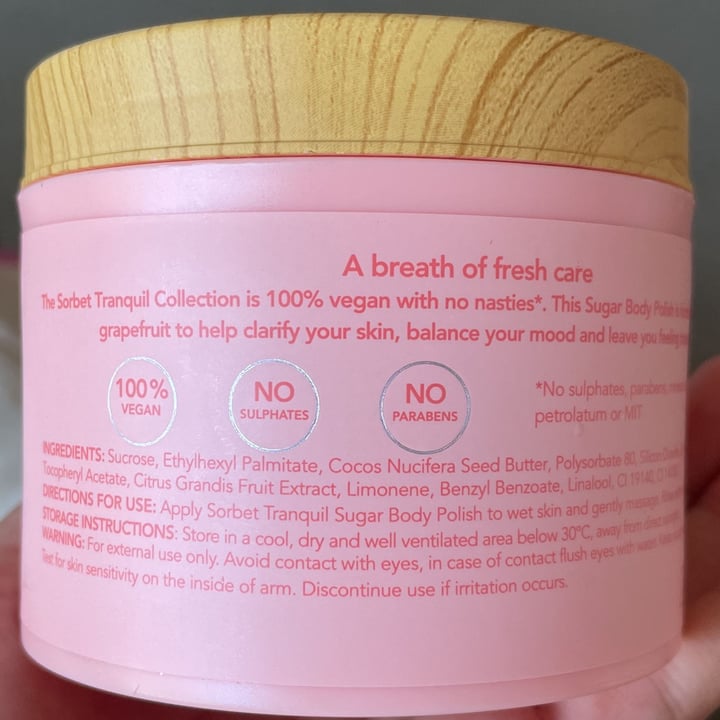 A breath of fresh care
The Sorbet Tranquil Collection is 100% vegan with no nasties*. This Sugar Body Polish is
grapefruit to help clarify your skin, balance your mood and leave you feeling
100%
VEGAN
NO
SULPHATES
NO
PARABENS
*No sulphates, parabens,
petrolatum or MIT
INGREDIENTS: Sucrose, Ethylhexyl Palmitate, Cocos Nucifera Seed Butter, Polysorbate 80, Silicon Dioxide,
Tocopheryl Acetate, Citrus Grandis Fruit Extract, Limonene, Benzyl Benzoate, Linalool, CI 19140,
DIRECTIONS FOR USE: Apply Sorbet Tranquil Sugar Body Polish to wet skin and gently massage.
STORAGE INSTRUCTIONS: Store in a cool, dry and well ventilated area below 30°C, away from direct
WARNING: For external use only. Avoid contact with eyes, in case of contact flush eyes with water.
Test for skin sensitivity on the inside of arm. Discontinue use if irritation occurs.